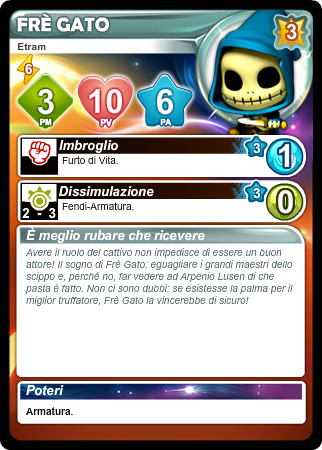 FRÈ GATO
3
Etram
6
3
PM
10
PV
6
PA
Imbroglio
3
1
Furto di Vita.
Dissimulazione
3
0
2 - 3
Fendi-Armatura.
È meglio rubare che ricevere
Avere il ruolo del cattivo non impedisce di essere un buon
attore! Il sogno di Frè Gato: eguagliare i grandi maestri dello
scippo e, perché no, far vedere ad Arpenio Lusen di che
pasta è fatto. Non ci sono dubbi: se esistesse la palma per il
miglior truffatore, Frè Gato la vincerebbe di sicuro!
Poteri
Armatura.